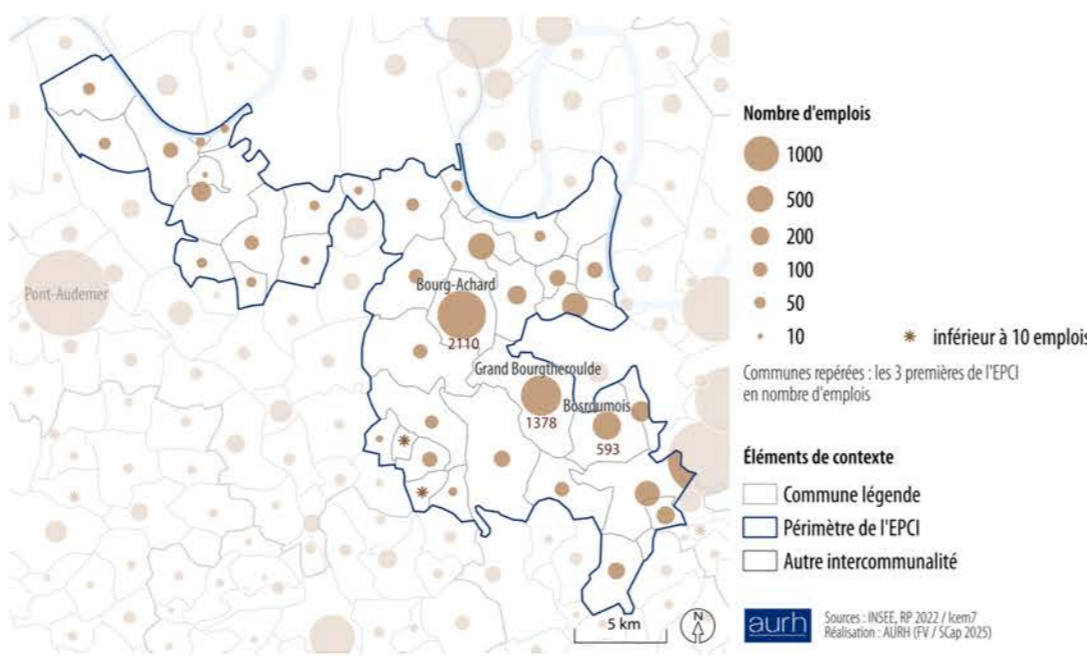 Pont-Audemer
Bourg-Achard
2110
Grand Bourgtheroulde
1378
Bosroumois
593
5 km
N
Nombre d'emplois
1000
500
200
100
50
10
inférieur à 10 emplois
Communes repérées : les 3 premières de l'EPCI
en nombre d'emplois
Éléments de contexte
Commune légende
Périmètre de l'EPCI
Autre intercommunalité
aurh
Sources : INSEE, RP 2022 / Icem7
Réalisation : AURH (FV / SCap 2025)